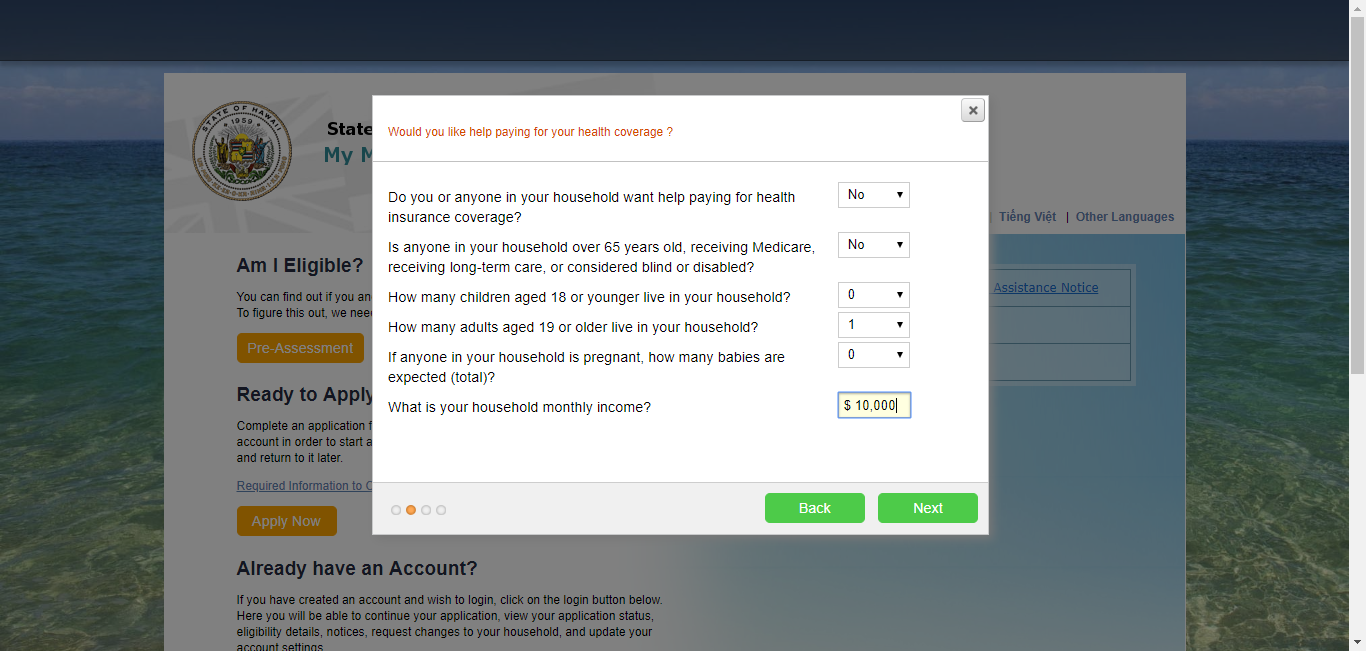 STATE OF HAWAII
1959
State
My M
Would you like help paying for your health coverage ?
Do you or anyone in your household want help paying for health
insurance coverage?
No
Is anyone in your household over 65 years old, receiving Medicare,
receiving long-term care, or considered blind or disabled?
No
How many children aged 18 or younger live in your household?
0
How many adults aged 19 or older live in your household?
1
If anyone in your household is pregnant, how many babies are
expected (total)?
0
What is your household monthly income?
$ 10,000
Back
Next
| Tiếng Việt | Other Languages
Assistance Notice
Am I Eligible?
You can find out if you an
To figure this out, we nee
Pre-Assessment
Ready to Apply
Complete an application f
account in order to start a
and return to it later.
Required Information to C
Apply Now
Already have an Account?
If you have created an account and wish to login, click on the login button below.
Here you will be able to continue your application, view your application status,
eligibility details, notices, request changes to your household, and update your
account settings.